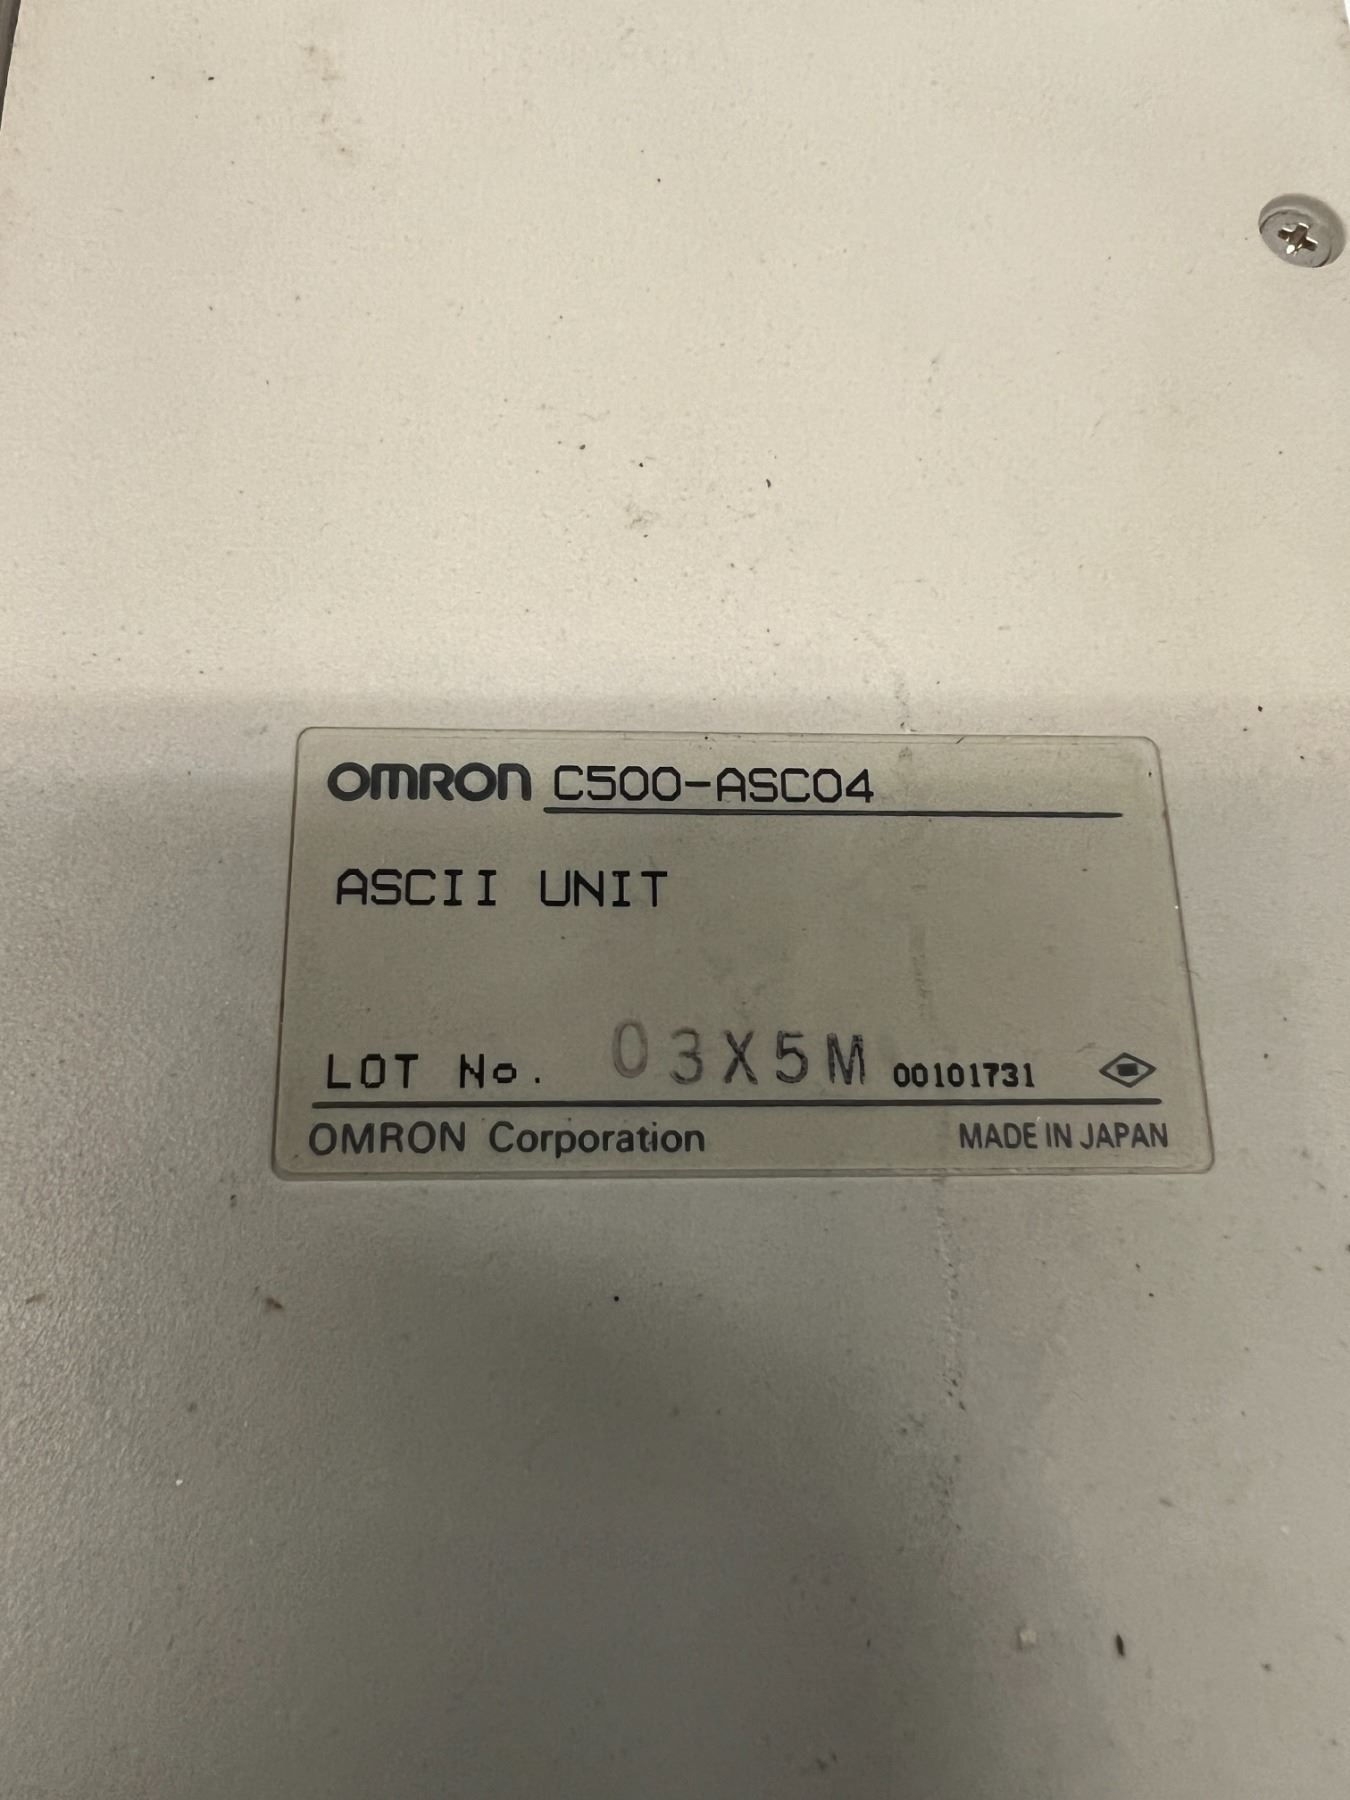 OMRON C500-ASC04
ASCII UNIT
LOT No. 03X5M 00101731
OMRON Corporation MADE IN JAPAN